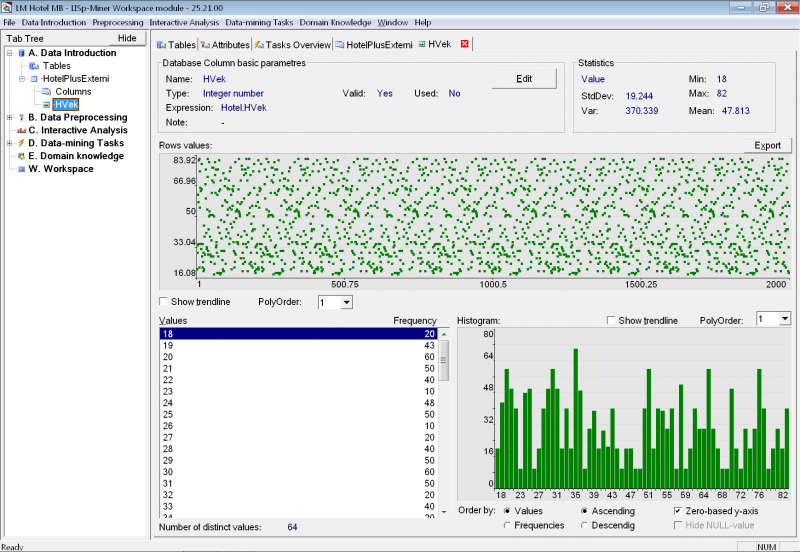 LM Hotel MB - LISp-Miner Workspace module - 25.21.00
File Data Introduction Preprocessing Interactive Analysis Data-mining Tasks Domain Knowledge Window Help
Tab Tree Hide
A. Data Introduction
Tables
HotelPlusExterni
Columns
HVek
B. Data Preprocessing
C. Interactive Analysis
D. Data-mining Tasks
E. Domain knowledge
W. Workspace
Tables Attributes Tasks Overview HotelPlusExterni HVek
Database Column basic parametres
Name: HVek Edit
Type: Integer number Valid: Yes Used: No
Expression: Hotel.HVek
Note: -
Statistics
Value Min: 18
StdDev: 19.244 Max: 82
Var: 370.339 Mean: 47.813
Rows values: Export
83.92
66.96
50
33.04
16.08
1 500.75 1000.5 1500.25 2000
Show trendline PolyOrder: 1
Values Frequency
18 20
19 43
20 60
21 50
22 40
23 10
24 48
25 50
26 10
27 20
28 40
29 50
30 60
31 50
32 20
33 40
34 20
Number of distinct values: 64
Histogram: Show trendline PolyOrder: 1
80
64
48
32
16
0
18 23 27 31 35 39 43 47 51 55 60 65 71 76 82
Order by: Values Ascending Zero-based y-axis
Frequencies Descendig Hide NULL-value
Ready NUM